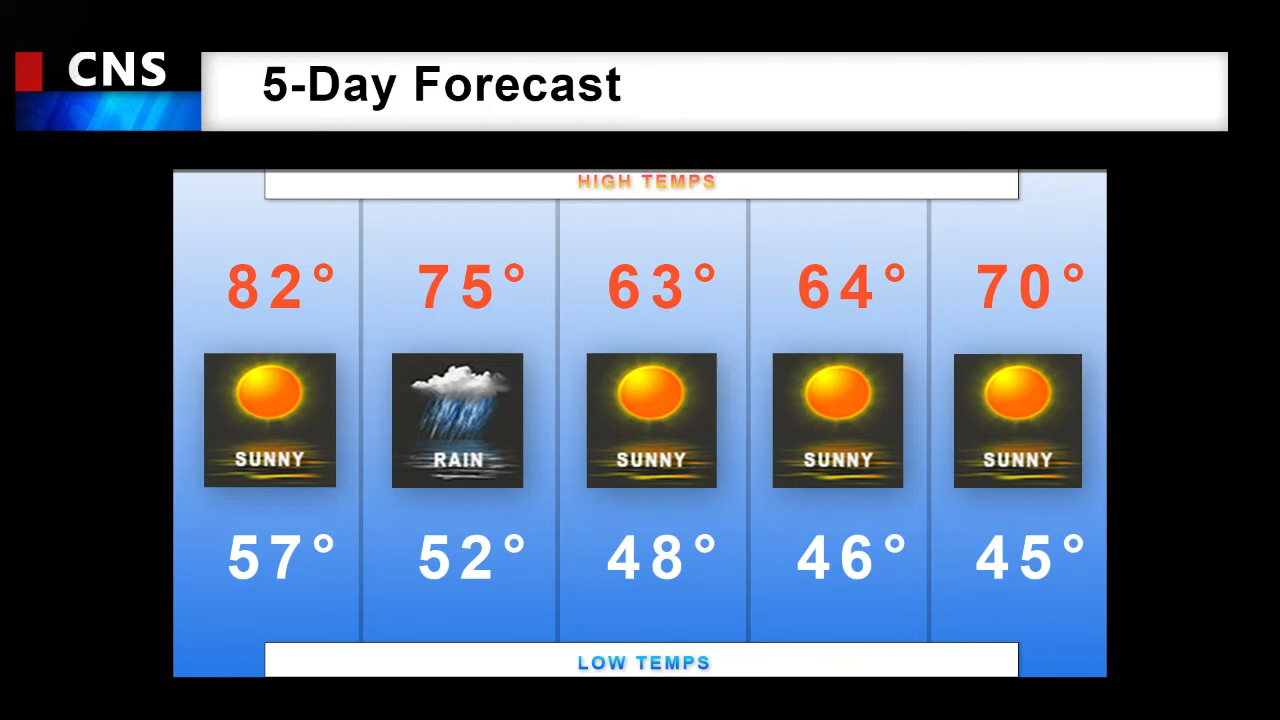 CNS
5-Day Forecast
HIGH TEMPS
82° 75° 63° 64° 70°
SUNNY RAIN SUNNY SUNNY SUNNY
57° 52° 48° 46° 45°
LOW TEMPS